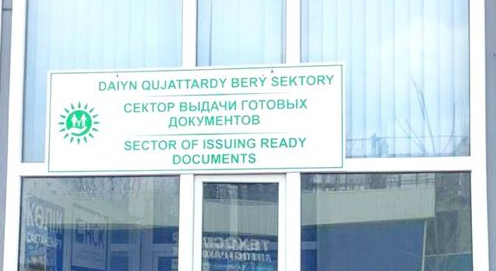 DAIYN QUJATTARDY BERÝ SEKTORY
СЕКТОР ВЫДАЧИ ГОТОВЫХ
ДОКУМЕНТОВ
SECTOR OF ISSUING READY
DOCUMENTS